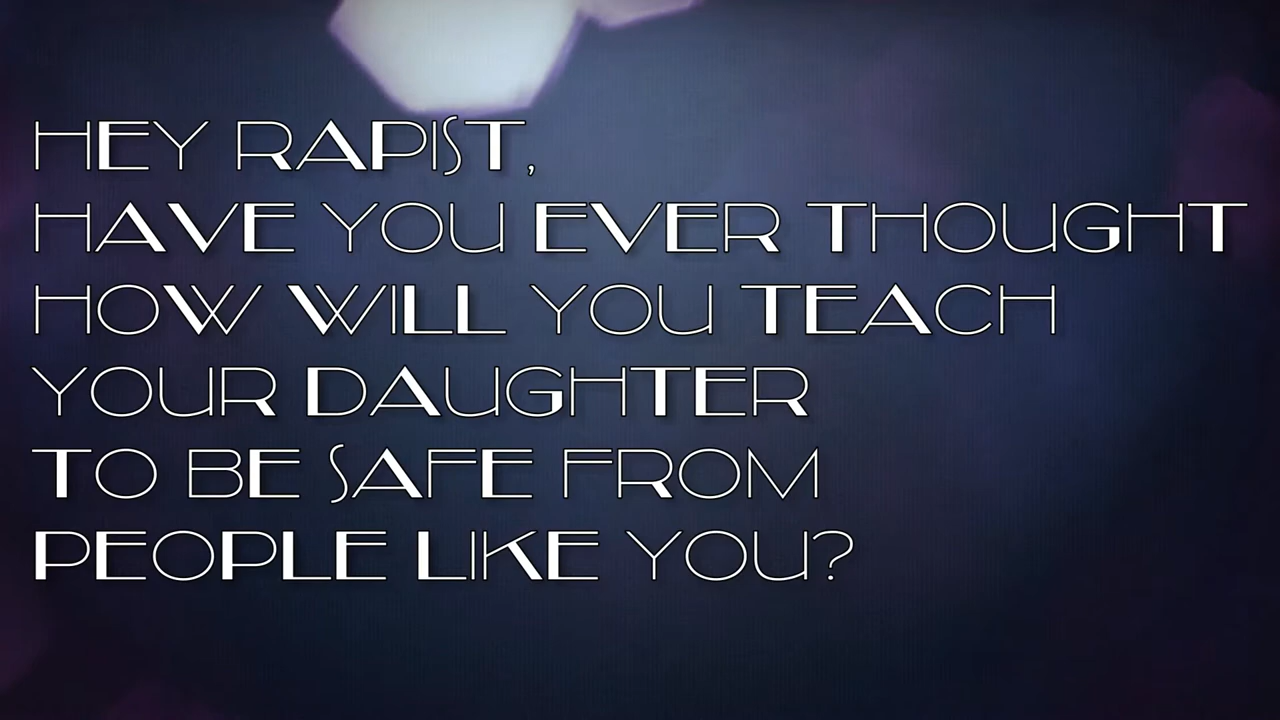 HEY RAPIST,
HAVE YOU EVER THOUGHT
HOW WILL YOU TEACH
YOUR DAUGHTER
TO BE SAFE FROM
PEOPLE LIKE YOU?